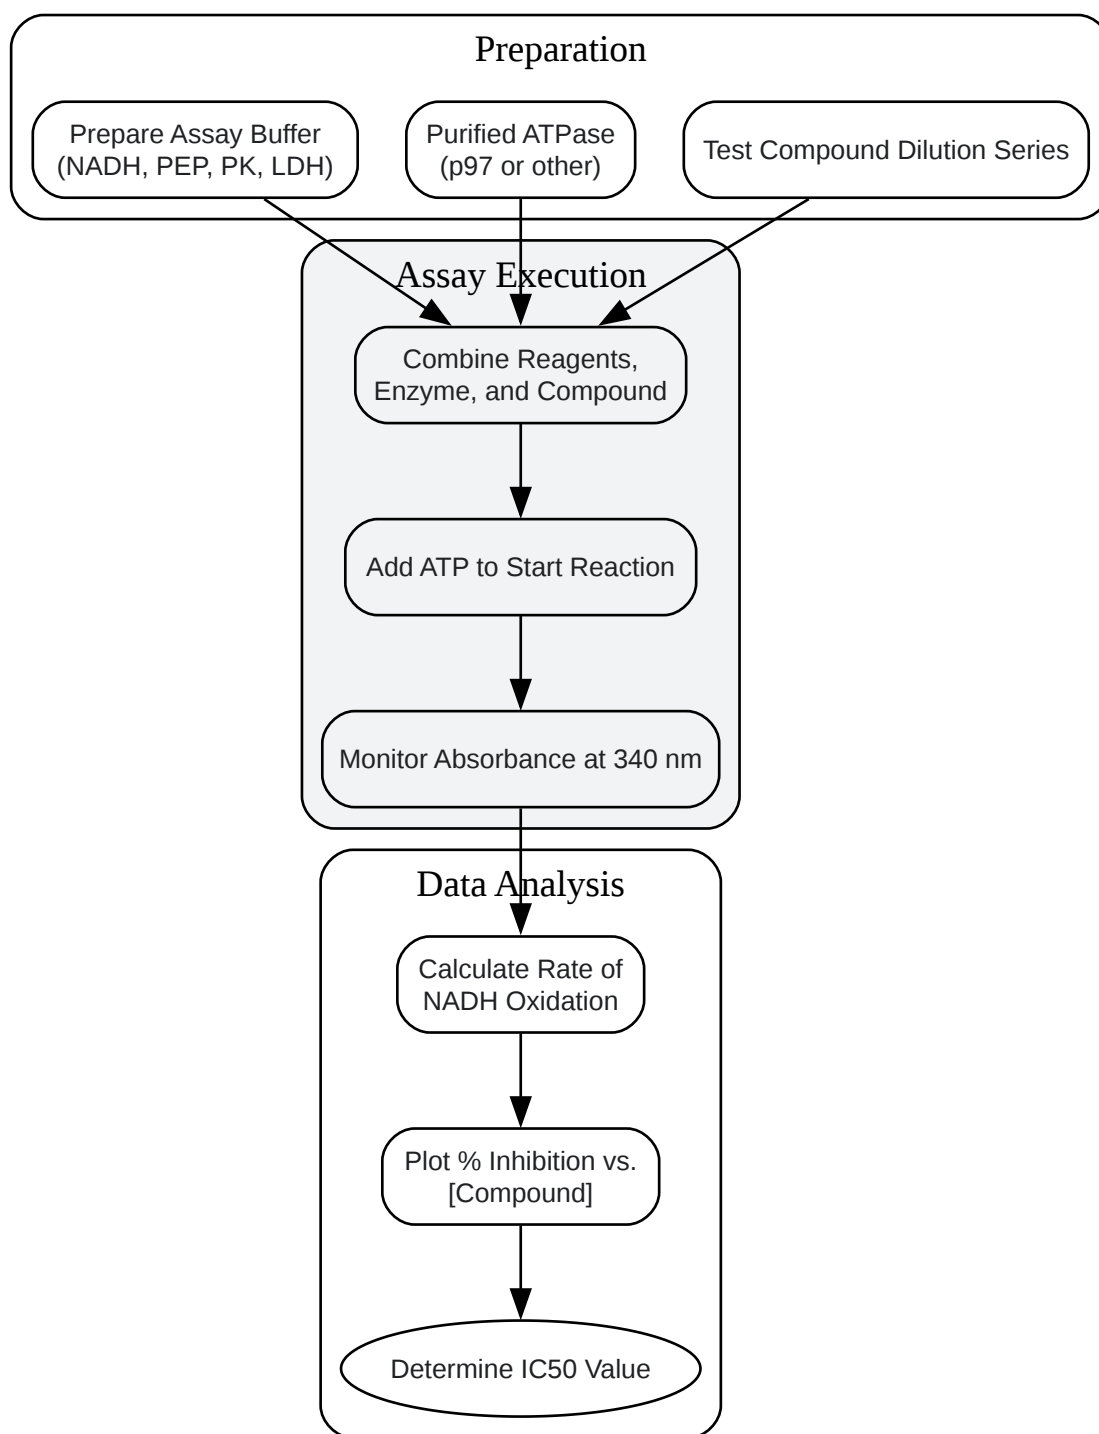 Preparation
Prepare Assay Buffer
(NADH, PEP, PK, LDH)
Purified ATPase
(p97 or other)
Test Compound Dilution Series
Assay Execution
Combine Reagents,
Enzyme, and Compound
Add ATP to Start Reaction
Monitor Absorbance at 340 nm
Data Analysis
Calculate Rate of
NADH Oxidation
Plot % Inhibition vs.
[Compound]
Determine IC50 Value